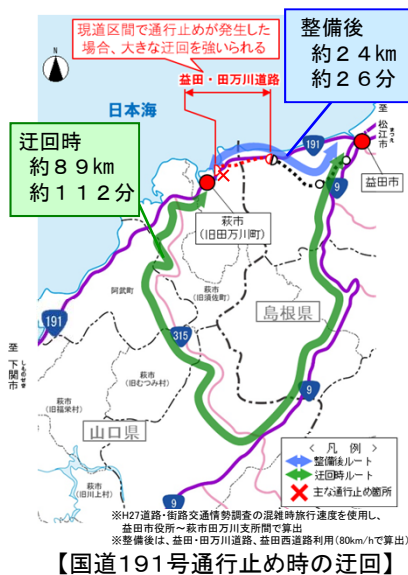 現道区間で通行止めが発生した
場合、大きな迂回を強いられる
整備後
約24km
約26分
N
益田・田万川道路
日本海
至 松江市
まつえ
191
迂回時
約89km
約112分
9
益田市
萩市
(旧田万川町)
萩市
(旧須佐町)
阿武町
島根県
191
315
至 下関市
しものせき
萩市
(旧むつみ村)
萩市
(旧福栄村)
9
山口県
萩市
(旧川上村)
9
<凡例>
整備後ルート
迂回時ルート
主な通行止め箇所
※H27道路・街路交通情勢調査の混雑時旅行速度を使用し、
益田市役所~萩市田万川支所間で算出
※整備後は、益田・田万川道路、益田西道路利用(80km/hで算出)
【国道191号通行止め時の迂回】